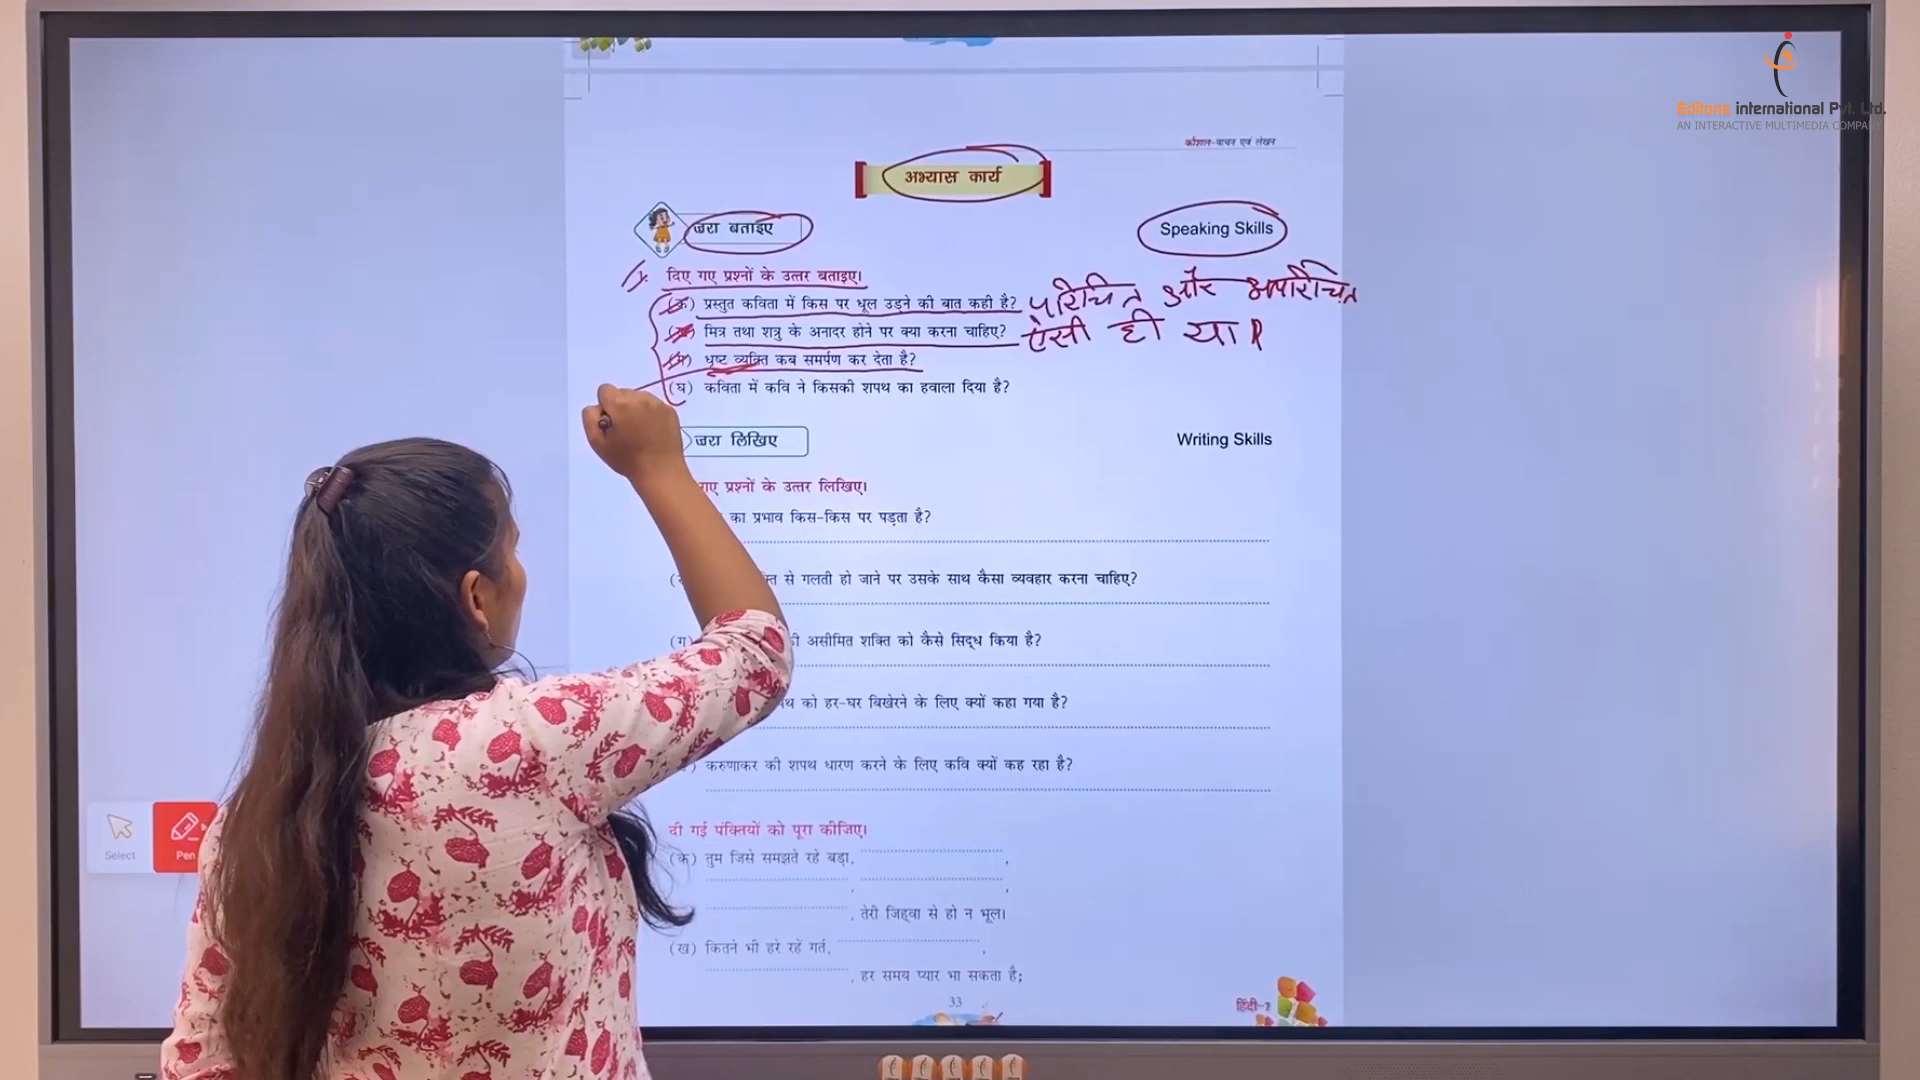 Editone international Pvt. Ltd.
AN INTERACTIVE MULTIMEDIA COMPANY
कौशल-वाचन एवं लेखन
अभ्यास कार्य
ज़रा बताइए
Speaking Skills
1. दिए गए प्रश्नों के उत्तर बताइए।
(क) प्रस्तुत कविता में किस पर धूल उड़ने की बात कही है? परिचित और अपरिचित
(ख) मित्र तथा शत्रु के अनादर होने पर क्या करना चाहिए? ऐसी ही
(ग) धृष्ट व्यक्ति कब समर्पण कर देता है?
(घ) कविता में कवि ने किसकी शपथ का हवाला दिया है?
ज़रा लिखिए
Writing Skills
गए प्रश्नों के उत्तर लिखिए।
का प्रभाव किस-किस पर पड़ता है?
से गलती हो जाने पर उसके साथ कैसा व्यवहार करना चाहिए?
(ग) असीमित शक्ति को कैसे सिद्ध किया है?
को हर-घर बिखेरने के लिए क्यों कहा गया है?
करुणाकर की शपथ धारण करने के लिए कवि क्यों कह रहा है?
दी गई पंक्तियों को पूरा कीजिए।
(क) तुम जिसे समझते रहे बड़ा, ,
, ,
, तेरी जिह्वा से हो न भूल।
(ख) कितने भी हरे रहें गर्त, ,
, हर समय प्यार भा सकता है;
33
हिंदी-7
Select
Pen